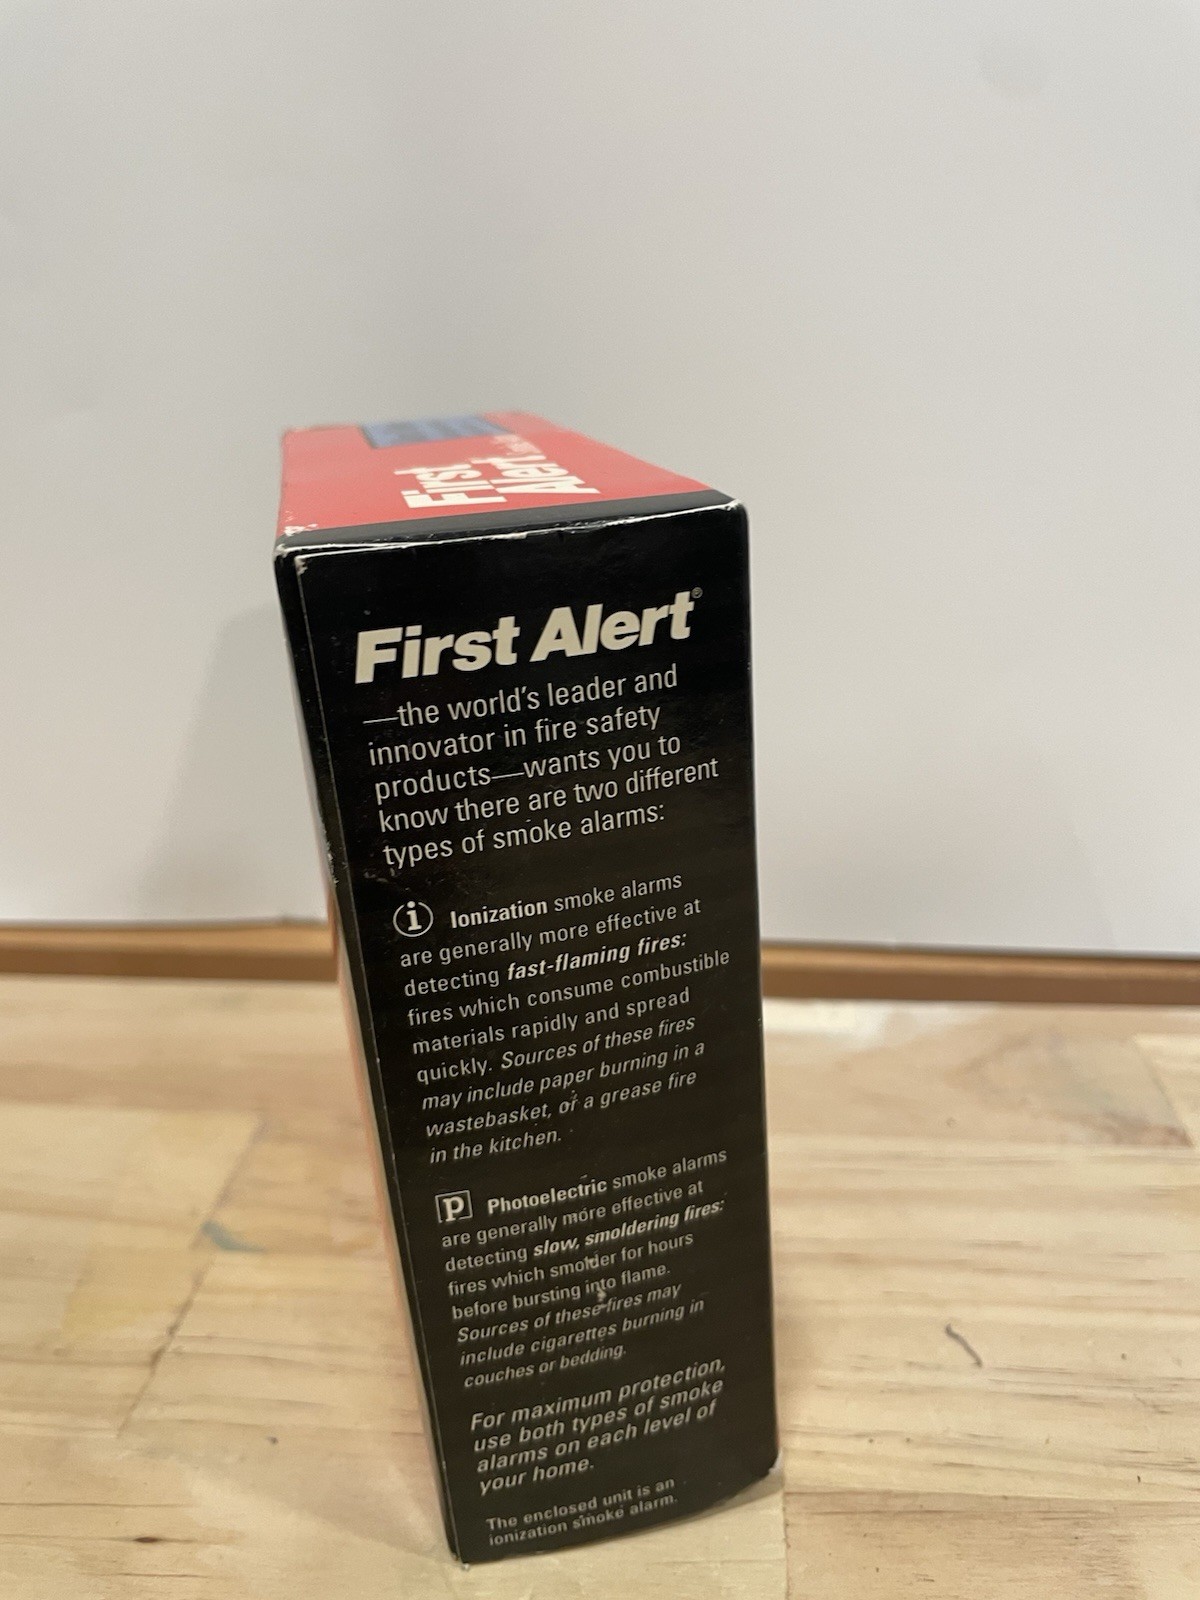 First
Alert
First Alert®
—the world's leader and
innovator in fire safety
products—wants you to
know there are two different
types of smoke alarms:
i Ionization smoke alarms
are generally more effective at
detecting fast-flaming fires:
fires which consume combustible
materials rapidly and spread
quickly. Sources of these fires
may include paper burning in a
wastebasket, or a grease fire
in the kitchen.
P Photoelectric smoke alarms
are generally more effective at
detecting slow, smoldering fires:
fires which smolder for hours
before bursting into flame.
Sources of these fires may
include cigarettes burning in
couches or bedding.
For maximum protection,
use both types of smoke
alarms on each level of
your home.
The enclosed unit is an
ionization smoke alarm.